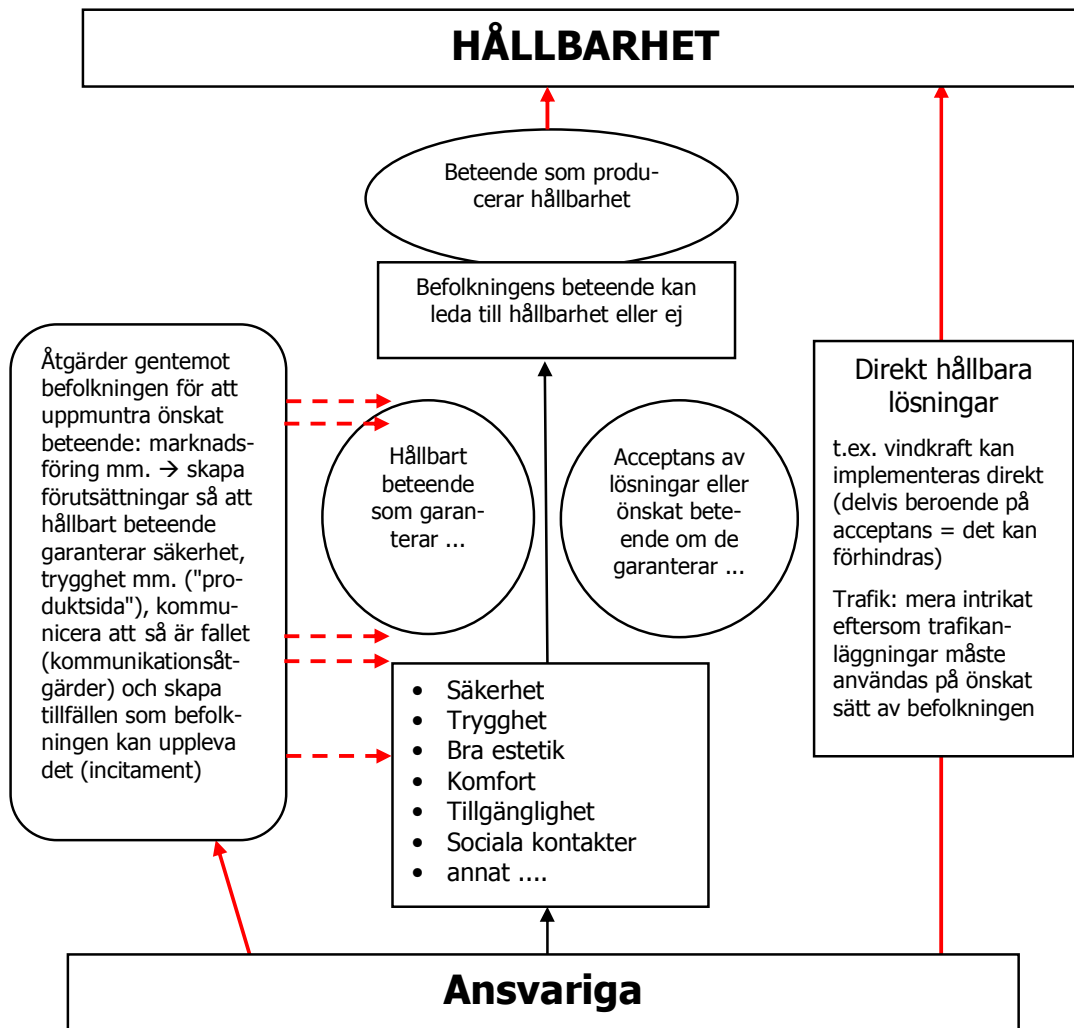 HÅLLBARHET
Beteende som produ-
cerar hållbarhet
Befolkningens beteende kan
leda till hållbarhet eller ej
Åtgärder gentemot
befolkningen för att
uppmuntra önskat
beteende: marknads-
föring mm. → skapa
förutsättningar så att
hållbart beteende
garanterar säkerhet,
trygghet mm. ("pro-
duktsida"), kommu-
nicera att så är fallet
(kommunikationsåt-
gärder) och skapa
tillfällen som befolk-
ningen kan uppleva
det (incitament)
Hållbart
beteende
som garan-
terar ...
Acceptans av
lösningar eller
önskat bete-
ende om de
garanterar ...
Direkt hållbara
lösningar
t.ex. vindkraft kan
implementeras direkt
(delvis beroende på
acceptans = det kan
förhindras)
Trafik: mera intrikat
eftersom trafikan-
läggningar måste
användas på önskat
sätt av befolkningen
• Säkerhet
• Trygghet
• Bra estetik
• Komfort
• Tillgänglighet
• Sociala kontakter
• annat ....
Ansvariga